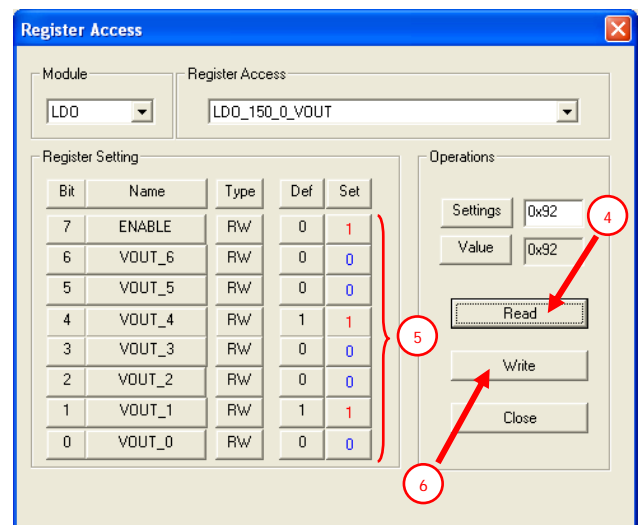 Register Access
Module
Register Access
LDO
LDO_150_0_VOUT
Register Setting
Operations
Bit Name Type Def Set
7 ENABLE RW 0 1
6 VOUT_6 RW 0 0
5 VOUT_5 RW 0 0
4 VOUT_4 RW 1 1
3 VOUT_3 RW 0 0
2 VOUT_2 RW 0 0
1 VOUT_1 RW 1 1
0 VOUT_0 RW 0 0
Settings 0x92
Value 0x92
Read
Write
Close
4
5
6